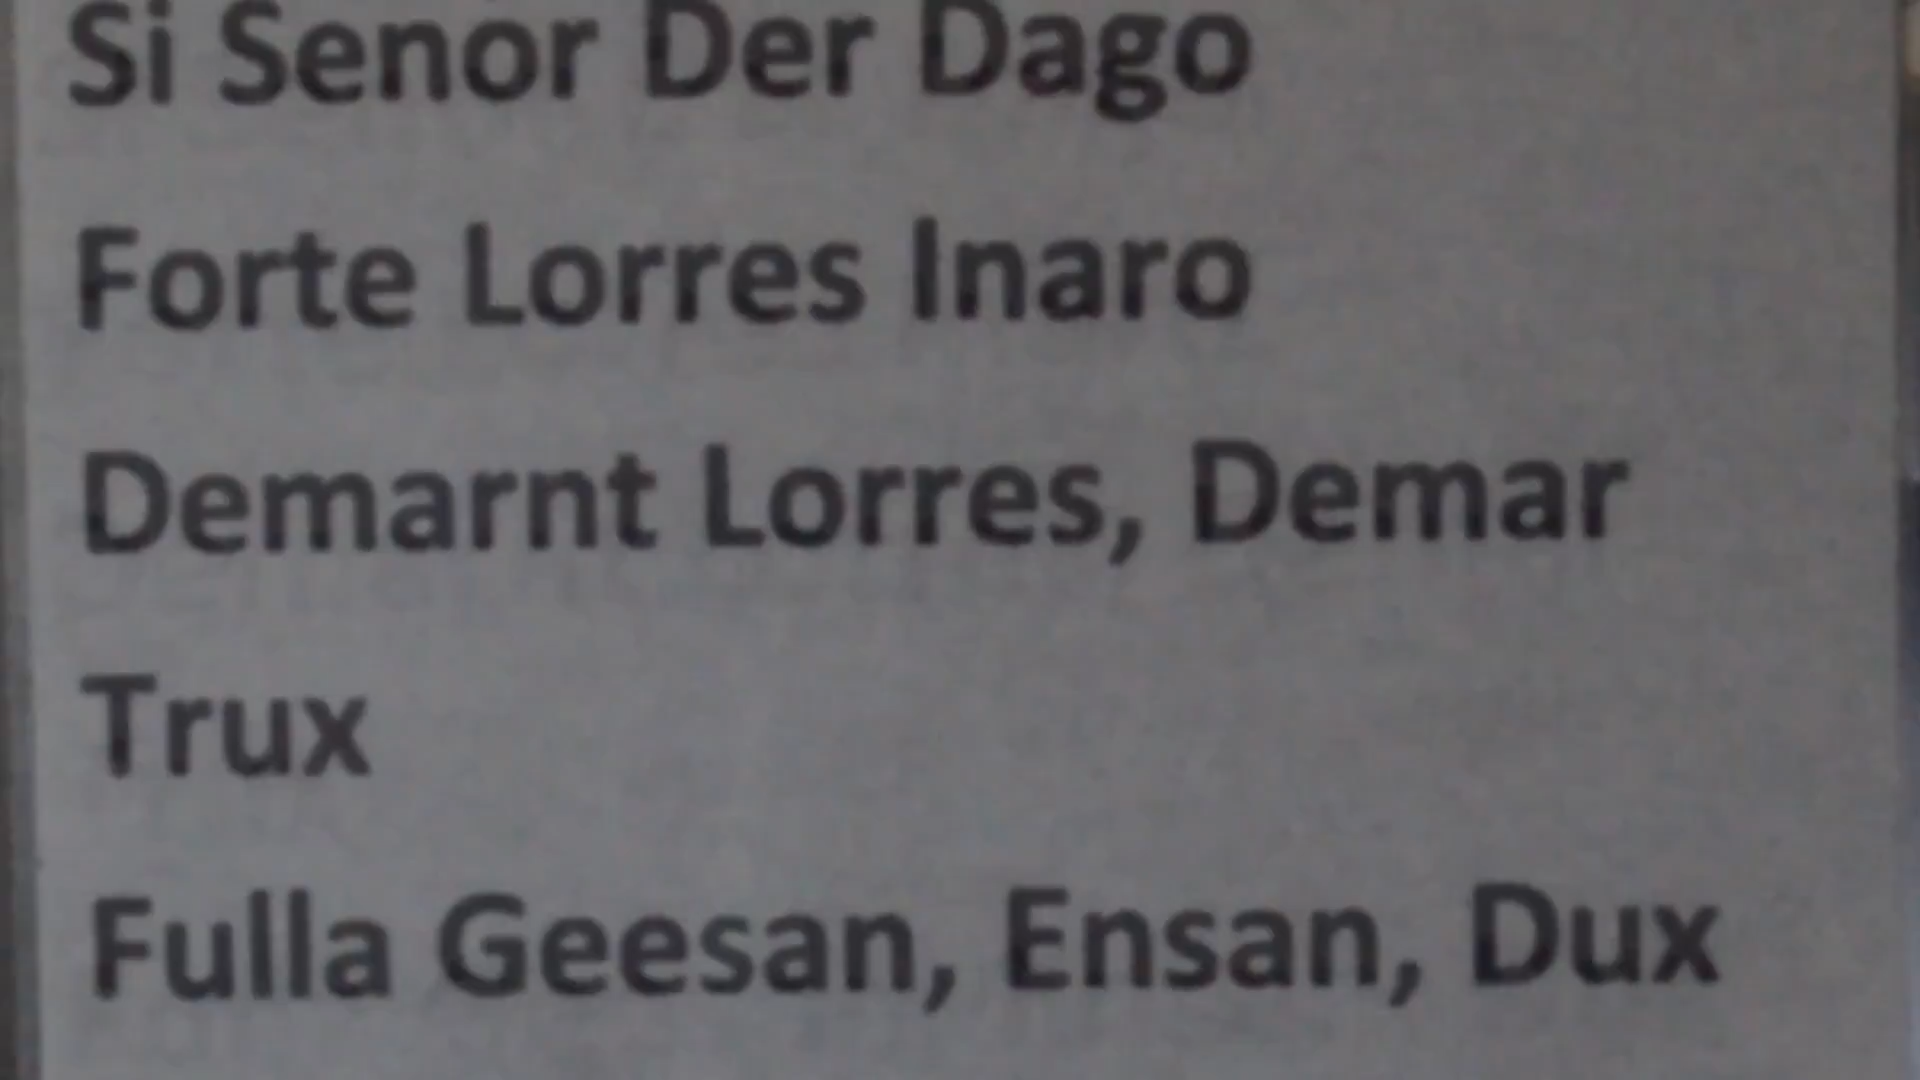 Si Senor Der Dago
Forte Lorres Inaro
Demarnt Lorres, Demar
Trux
Fulla Geesan, Ensan, Dux